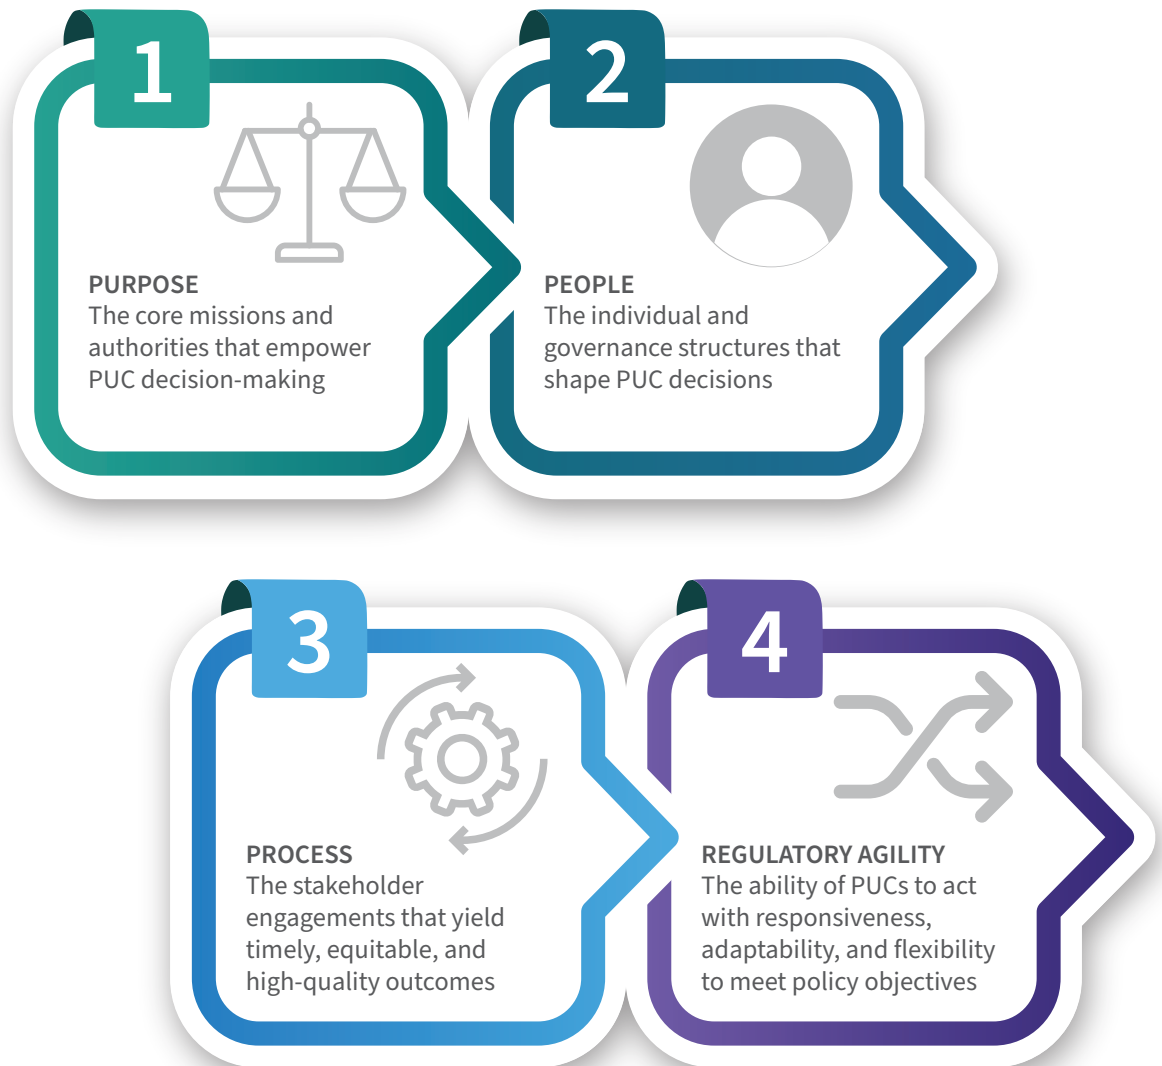 1
PURPOSE
The core missions and
authorities that empower
PUC decision-making
2
PEOPLE
The individual and
governance structures that
shape PUC decisions
3
PROCESS
The stakeholder
engagements that yield
timely, equitable, and
high-quality outcomes
4
REGULATORY AGILITY
The ability of PUCs to act
with responsiveness,
adaptability, and flexibility
to meet policy objectives